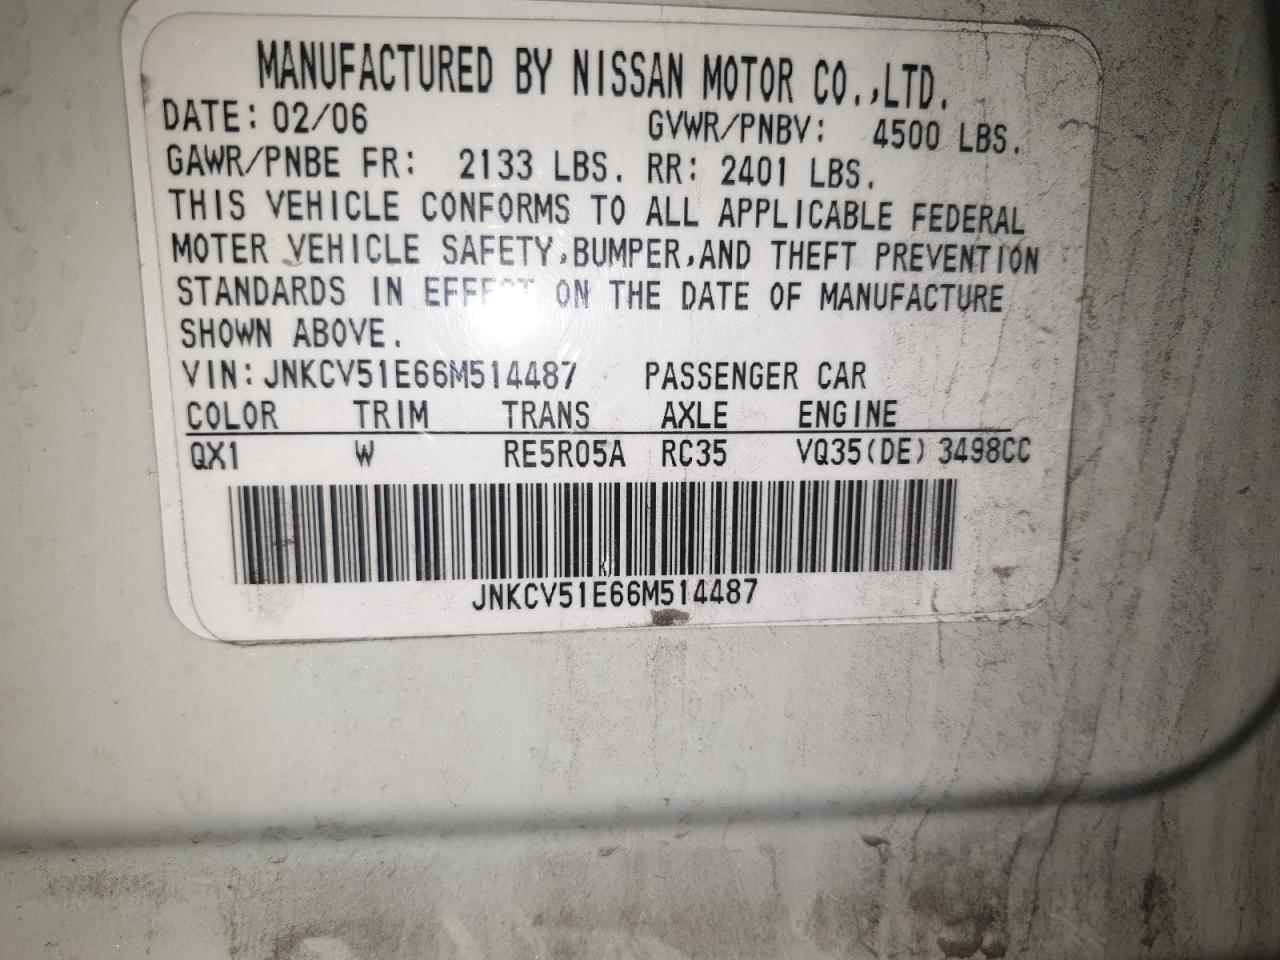 MANUFACTURED BY NISSAN MOTOR CO.,LTD.
DATE: 02/06 GVWR/PNBV: 4500 LBS.
GAWR/PNBE FR: 2133 LBS. RR: 2401 LBS.
THIS VEHICLE CONFORMS TO ALL APPLICABLE FEDERAL
MOTER VEHICLE SAFETY,BUMPER,AND THEFT PREVENTION
STANDARDS IN EFFECT ON THE DATE OF MANUFACTURE
SHOWN ABOVE.
VIN:JNKCV51E66M514487 PASSENGER CAR
COLOR TRIM TRANS AXLE ENGINE
QX1 W RE5R05A RC35 VQ35(DE)3498CC
JNKCV51E66M514487